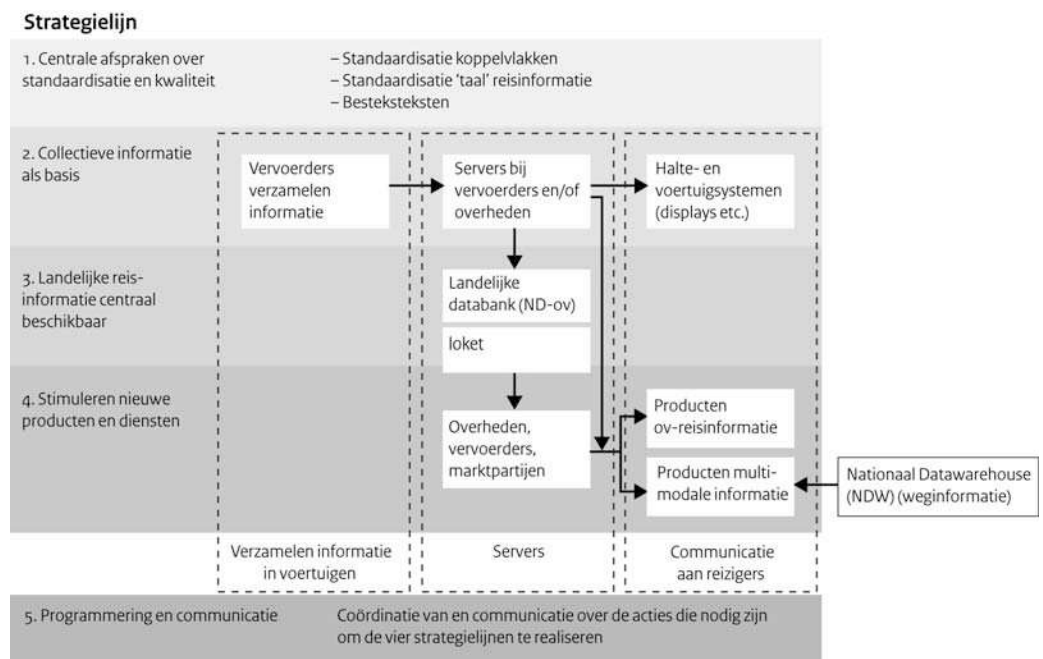 Strategielijn
1. Centrale afspraken over
standaardisatie en kwaliteit
– Standaardisatie koppelvlakken
– Standaardisatie ‘taal’ reisinformatie
– Besteksteksten
2. Collectieve informatie
als basis
Vervoerders
verzamelen
informatie
Servers bij
vervoerders en/of
overheden
Halte- en
voertuigsystemen
(displays etc.)
3. Landelijke reis-
informatie centraal
beschikbaar
Landelijke
databank (ND-ov)
loket
4. Stimuleren nieuwe
producten en diensten
Overheden,
vervoerders,
marktpartijen
Producten
ov-reisinformatie
Producten multi-
modale informatie
Nationaal Datawarehouse
(NDW) (weginformatie)
Verzamelen informatie
in voertuigen
Servers
Communicatie
aan reizigers
5. Programmering en communicatie
Coördinatie van en communicatie over de acties die nodig zijn
om de vier strategielijnen te realiseren